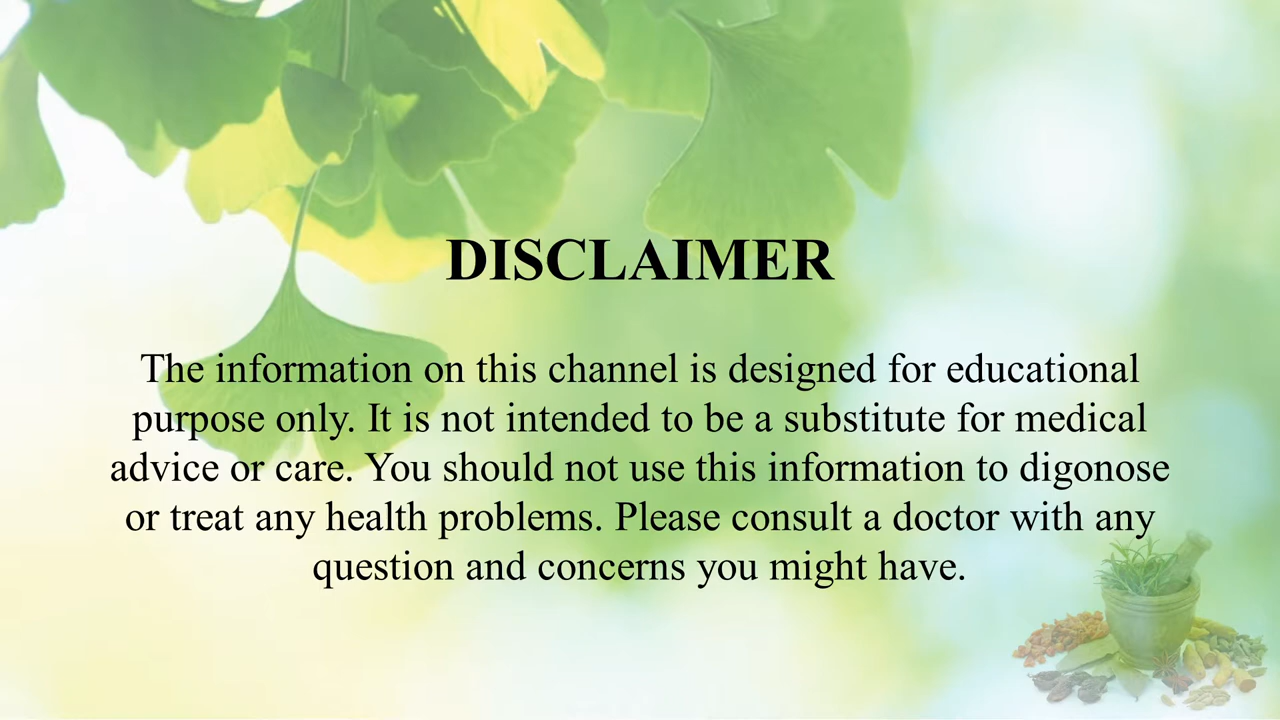 DISCLAIMER
The information on this channel is designed for educational
purpose only. It is not intended to be a substitute for medical
advice or care. You should not use this information to digonose
or treat any health problems. Please consult a doctor with any
question and concerns you might have.